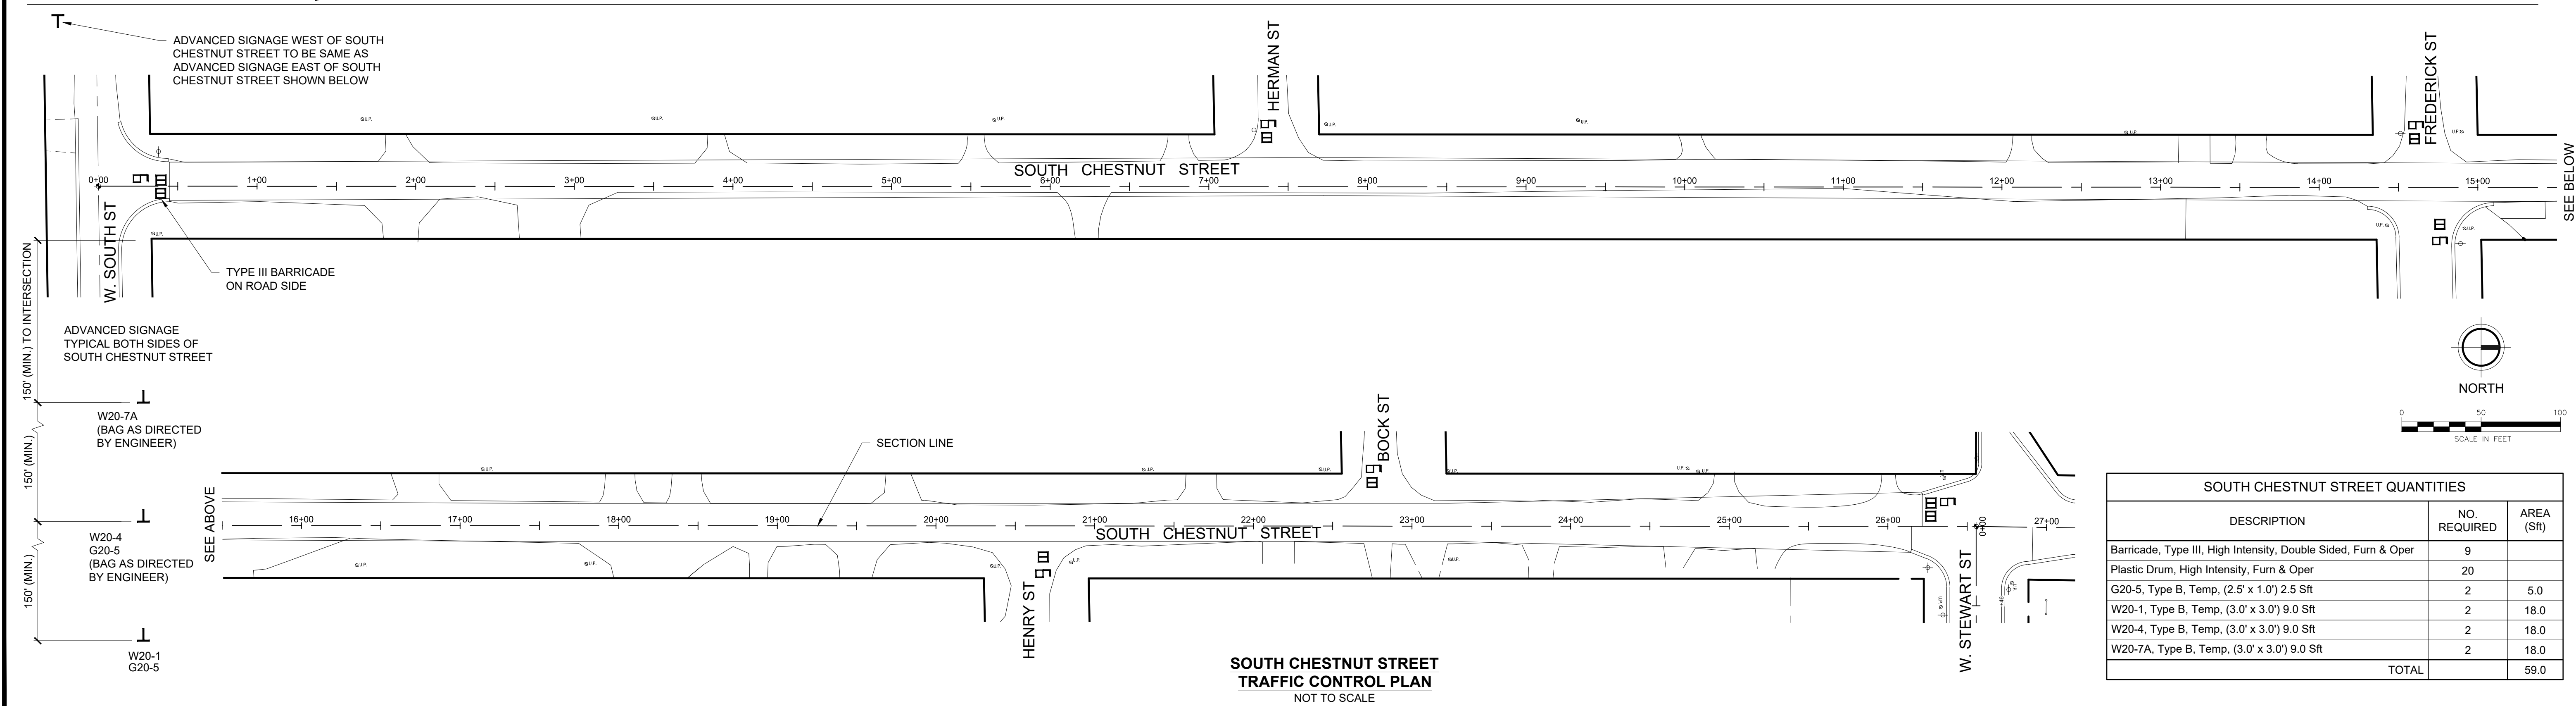 ADVANCED SIGNAGE WEST OF SOUTH
CHESTNUT STREET TO BE SAME AS
ADVANCED SIGNAGE EAST OF SOUTH
CHESTNUT STREET SHOWN BELOW
HERMAN ST
FREDERICK ST
U.P.
U.P.
U.P.
U.P.
U.P.
U.P.
U.P.
SOUTH CHESTNUT STREET
0+00
1+00
2+00
3+00
4+00
5+00
6+00
7+00
8+00
9+00
10+00
11+00
12+00
13+00
14+00
15+00
SEE BELOW
W. SOUTH ST
U.P.
U.P.
U.P.
TYPE III BARRICADE
ON ROAD SIDE
150' (MIN.) TO INTERSECTION
ADVANCED SIGNAGE
TYPICAL BOTH SIDES OF
SOUTH CHESTNUT STREET
NORTH
0 50 100
SCALE IN FEET
W20-7A
(BAG AS DIRECTED
BY ENGINEER)
150' (MIN.)
W20-4
G20-5
(BAG AS DIRECTED
BY ENGINEER)
150' (MIN.)
W20-1
G20-5
SEE ABOVE
SECTION LINE
BOCK ST
U.P.
U.P.
U.P.
U.P.
U.P.
U.P.
U.P.
16+00
17+00
18+00
19+00
20+00
21+00
22+00
23+00
24+00
25+00
26+00
0+00
27+00
SOUTH CHESTNUT STREET
U.P.
U.P.
U.P.
U.P.
U.P.
U.P.
HENRY ST
W. STEWART ST
SOUTH CHESTNUT STREET
TRAFFIC CONTROL PLAN
NOT TO SCALE
SOUTH CHESTNUT STREET QUANTITIES
DESCRIPTION NO. REQUIRED AREA (Sft)
Barricade, Type III, High Intensity, Double Sided, Furn & Oper 9
Plastic Drum, High Intensity, Furn & Oper 20
G20-5, Type B, Temp, (2.5' x 1.0') 2.5 Sft 2 5.0
W20-1, Type B, Temp, (3.0' x 3.0') 9.0 Sft 2 18.0
W20-4, Type B, Temp, (3.0' x 3.0') 9.0 Sft 2 18.0
W20-7A, Type B, Temp, (3.0' x 3.0') 9.0 Sft 2 18.0
TOTAL 59.0